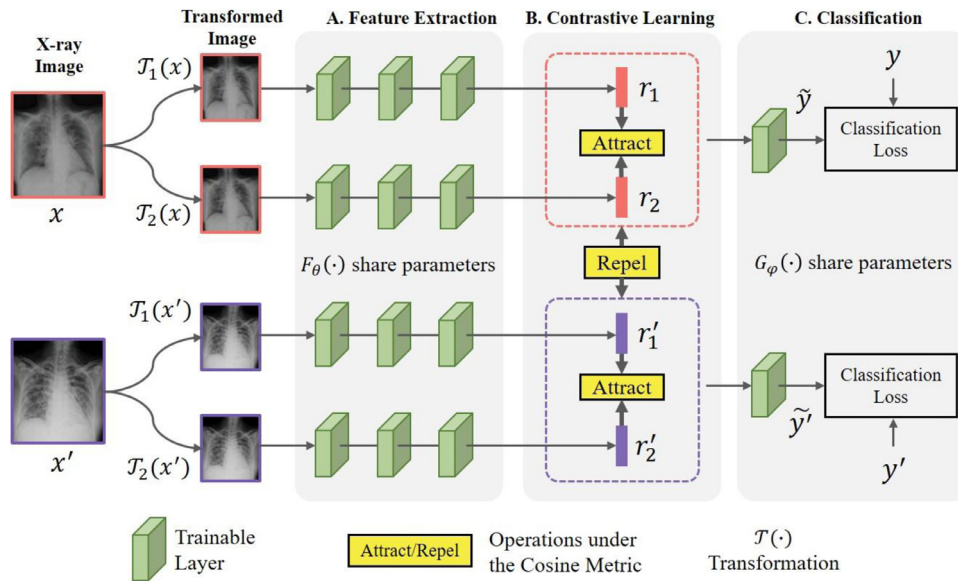 X-ray
Image
Transformed
Image
A. Feature Extraction
B. Contrastive Learning
C. Classification
𝒯₁(x)
r₁
y
ỹ
Attract
Classification
Loss
x
𝒯₂(x)
r₂
F_θ(·) share parameters
Repel
G_φ(·) share parameters
𝒯₁(x′)
r′₁
Attract
Classification
Loss
ỹ′
x′
𝒯₂(x′)
r′₂
y′
Trainable
Layer
Attract/Repel
Operations under
the Cosine Metric
𝒯(·)
Transformation